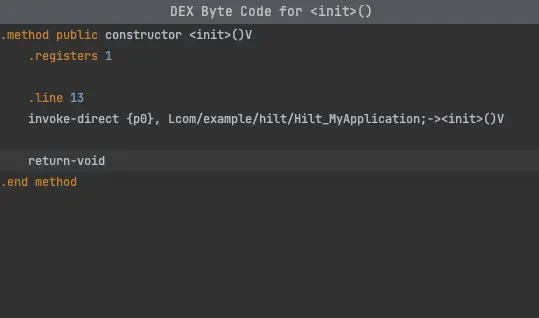 DEX Byte Code for <init>()
.method public constructor <init>()V
.registers 1
.line 13
invoke-direct {p0}, Lcom/example/hilt/Hilt_MyApplication;-><init>()V
return-void
.end method